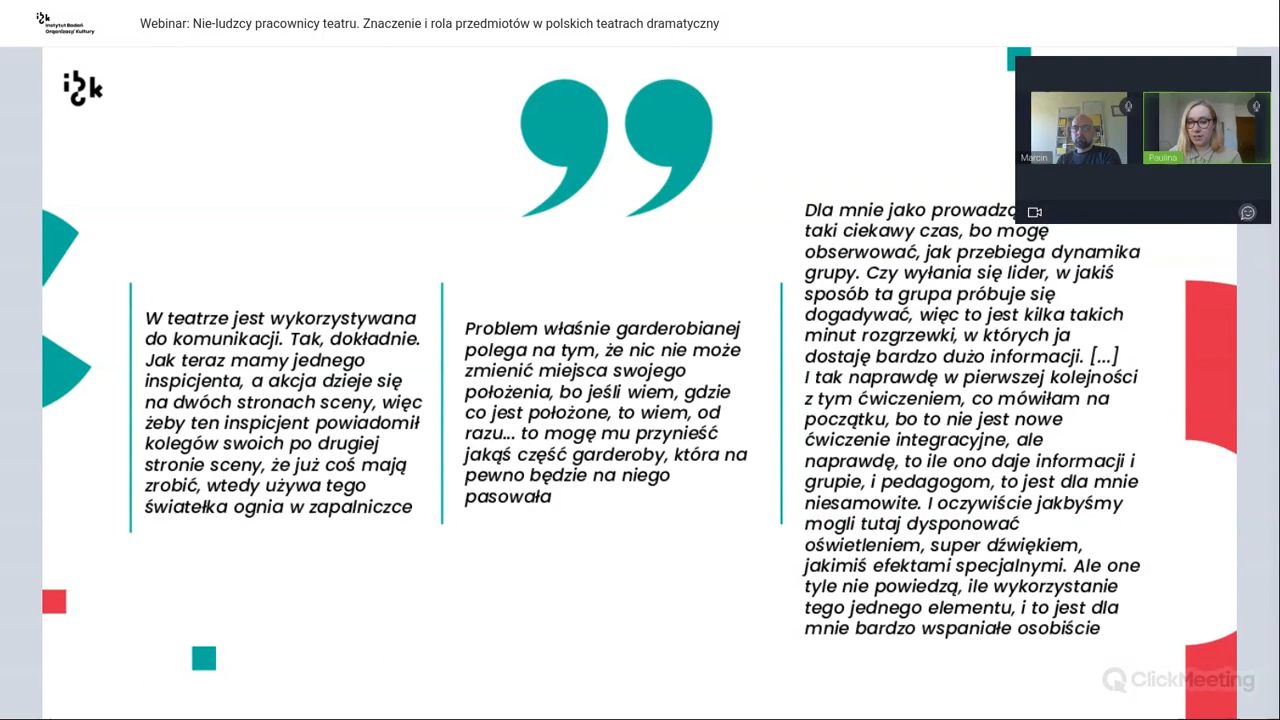 Instytut Badań
Organizacji Kultury
Webinar: Nie-ludzcy pracownicy teatru. Znaczenie i rola przedmiotów w polskich teatrach dramatyczny
W teatrze jest wykorzystywana
do komunikacji. Tak, dokładnie.
Jak teraz mamy jednego
inspicjenta, a akcja dzieje się
na dwóch stronach sceny, więc
żeby ten inspicjent powiadomił
kolegów swoich po drugiej
stronie sceny, że już coś mają
zrobić, wtedy używa tego
światełka ognia w zapalniczce
Problem właśnie garderobianej
polega na tym, że nic nie może
zmienić miejsca swojego
położenia, bo jeśli wiem, gdzie
co jest położone, to wiem, od
razu... to mogę mu przynieść
jakąś część garderoby, która na
pewno będzie na niego
pasowała
Dla mnie jako
taki ciekawy czas, bo mogę
obserwować, jak przebiega dynamika
grupy. Czy wyłania się lider, w jakiś
sposób ta grupa próbuje się
dogadywać, więc to jest kilka takich
minut rozgrzewki, w których ja
dostaję bardzo dużo informacji. [...]
I tak naprawdę w pierwszej kolejności
z tym ćwiczeniem, co mówiłam na
początku, bo to nie jest nowe
ćwiczenie integracyjne, ale
naprawdę, to ile ono daje informacji i
grupie, i pedagogom, to jest dla mnie
niesamowite. I oczywiście jakbyśmy
mogli tutaj dysponować
oświetleniem, super dźwiękiem,
jakimiś efektami specjalnymi. Ale one
tyle nie powiedzą, ile wykorzystanie
tego jednego elementu, i to jest dla
mnie bardzo wspaniałe osobiście
Marcin
Paulina
ClickMeeting